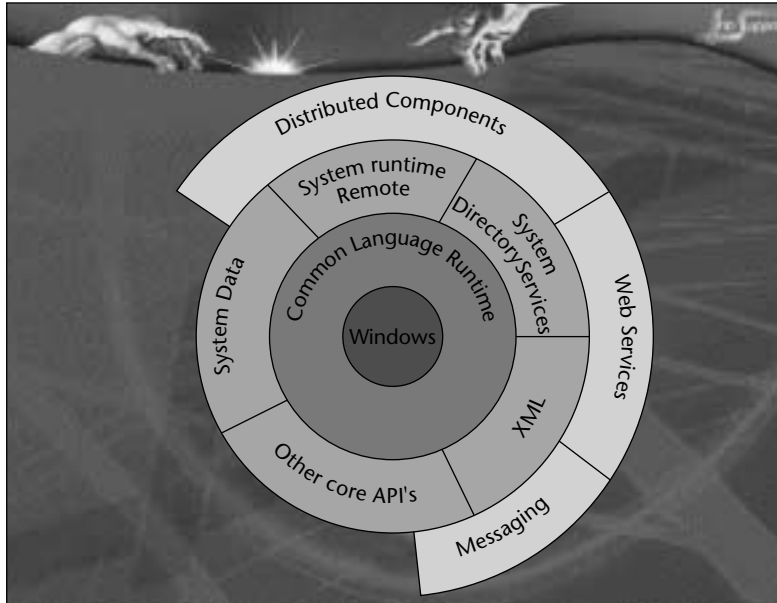 Distributed Components
System runtime
Remote
System
DirectoryServices
Common Language Runtime
System Data
Windows
Web Services
XML
Other core API's
Messaging